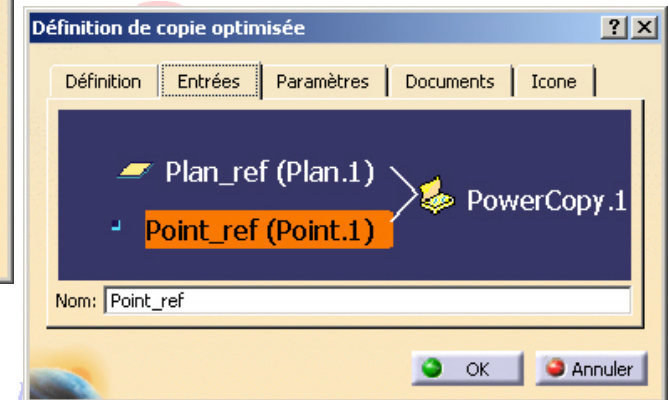 Définition de copie optimisée
Définition Entrées Paramètres Documents Icone
Plan_ref (Plan.1)
PowerCopy.1
Point_ref (Point.1)
Nom: Point_ref
OK Annuler